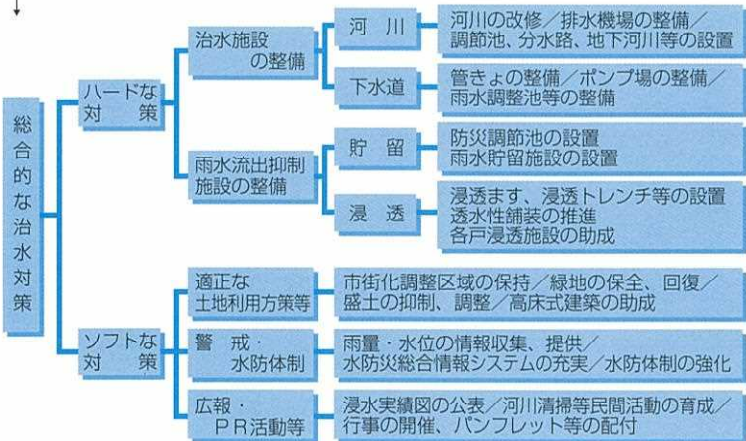 総合的な治水対策
ハードな
対策
治水施設
の整備
河川
河川の改修／排水機場の整備／
調節池、分水路、地下河川等の設置
下水道
管きょの整備／ポンプ場の整備／
雨水調整池等の整備
雨水流出抑制
施設の整備
貯留
防災調節池の設置
雨水貯留施設の設置
浸透
浸透ます、浸透トレンチ等の設置
透水性舗装の推進
各戸浸透施設の助成
ソフトな
対策
適正な
土地利用方策等
市街化調整区域の保持／緑地の保全、回復／
盛土の抑制、調整／高床式建築の助成
警戒・
水防体制
雨量・水位の情報収集、提供／
水防災総合情報システムの充実／水防体制の強化
広報・
PR活動等
浸水実績図の公表／河川清掃等民間活動の育成／
行事の開催、パンフレット等の配付